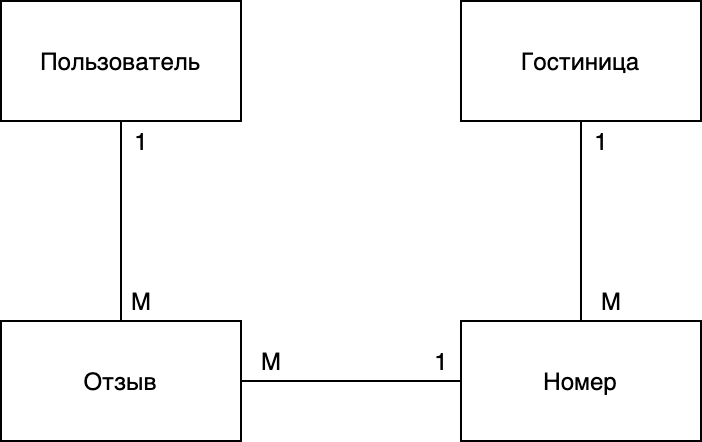 Пользователь
Гостиница
1
1
М
М
Отзыв
М
1
Номер